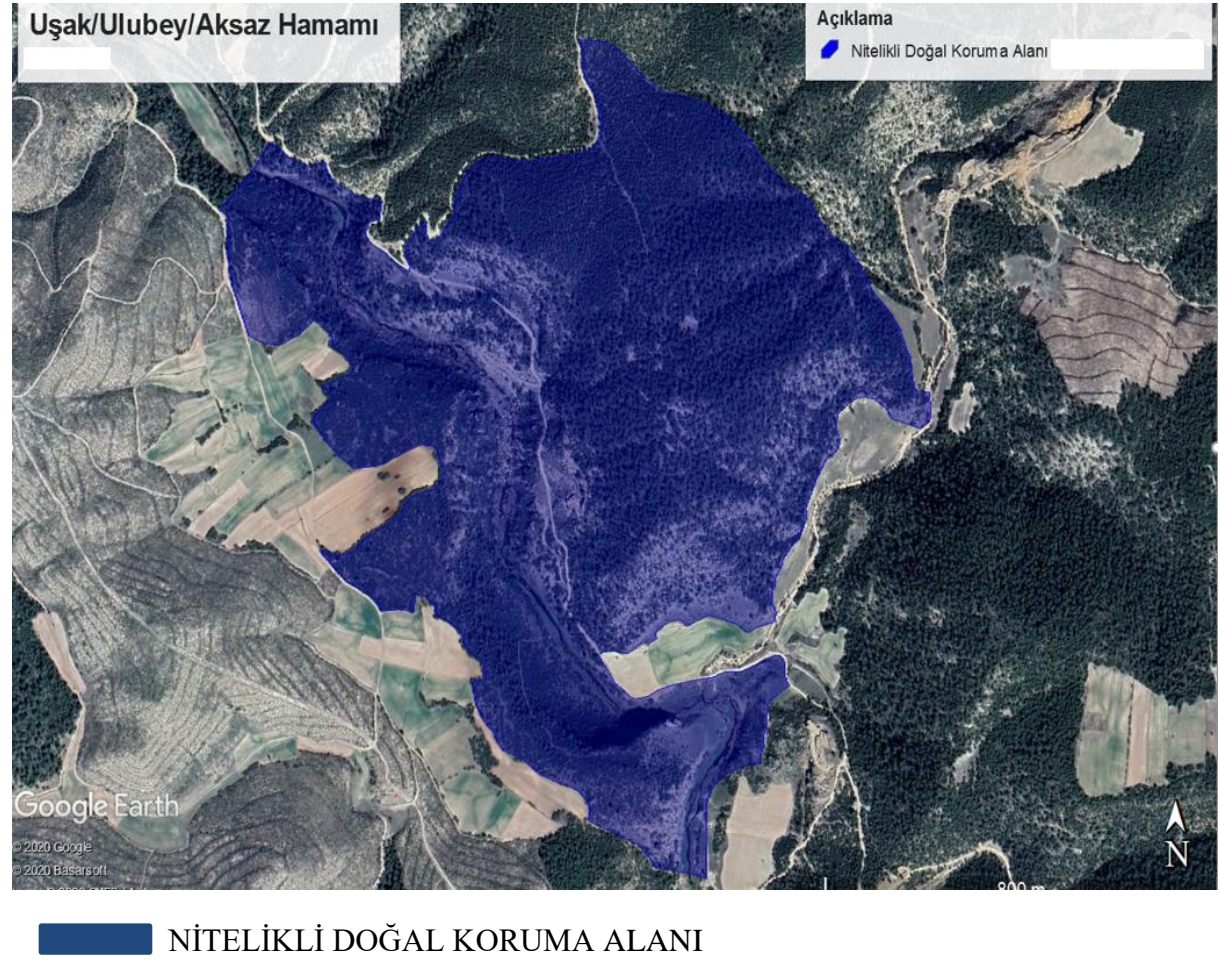 Uşak/Ulubey/Aksaz Hamamı
Açıklama
Nitelikli Doğal Koruma Alanı
Google Earth
© 2020 Google
© 2020 Basarsoft
N
800 m
NİTELİKLİ DOĞAL KORUMA ALANI